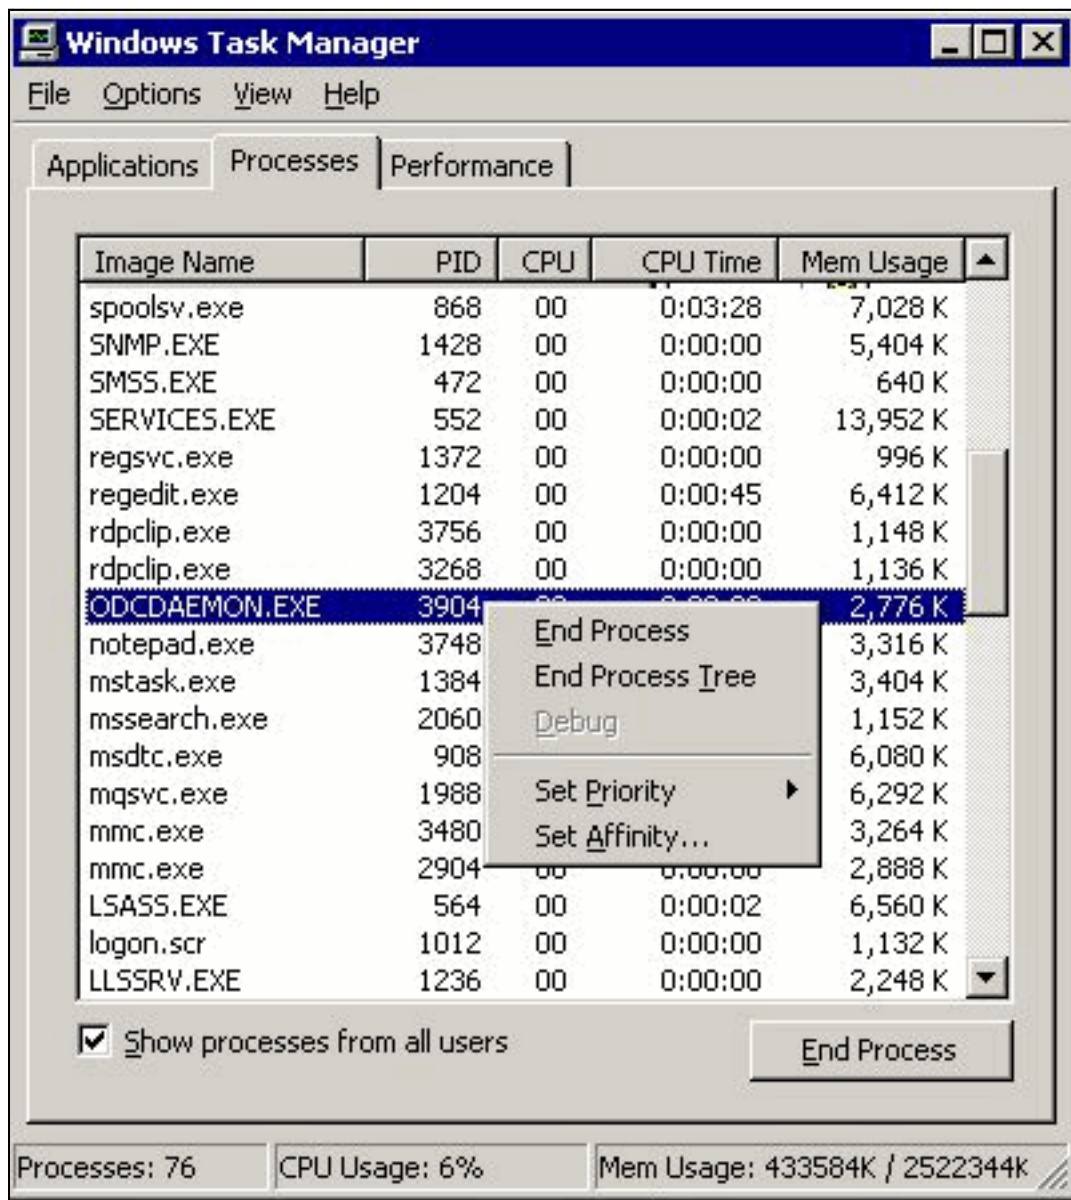 Windows Task Manager
File Options View Help
Applications Processes Performance
Image Name PID CPU CPU Time Mem Usage
spoolsv.exe 868 00 0:03:28 7,028 K
SNMP.EXE 1428 00 0:00:00 5,404 K
SMSS.EXE 472 00 0:00:00 640 K
SERVICES.EXE 552 00 0:00:02 13,952 K
regsvc.exe 1372 00 0:00:00 996 K
regedit.exe 1204 00 0:00:45 6,412 K
rdpclip.exe 3756 00 0:00:00 1,148 K
rdpclip.exe 3268 00 0:00:00 1,136 K
ODCDAEMON.EXE 3904 2,776 K
End Process
notepad.exe 3748 3,316 K
mstask.exe 1384 End Process Tree 3,404 K
mssearch.exe 2060 Debug 1,152 K
msdtc.exe 908 6,080 K
mqsvc.exe 1988 Set Priority 6,292 K
mmc.exe 3480 Set Affinity... 3,264 K
mmc.exe 2904 00 0:00:00 2,888 K
LSASS.EXE 564 00 0:00:02 6,560 K
logon.scr 1012 00 0:00:00 1,132 K
LLSSRV.EXE 1236 00 0:00:00 2,248 K
Show processes from all users End Process
Processes: 76 CPU Usage: 6% Mem Usage: 433584K / 2522344K